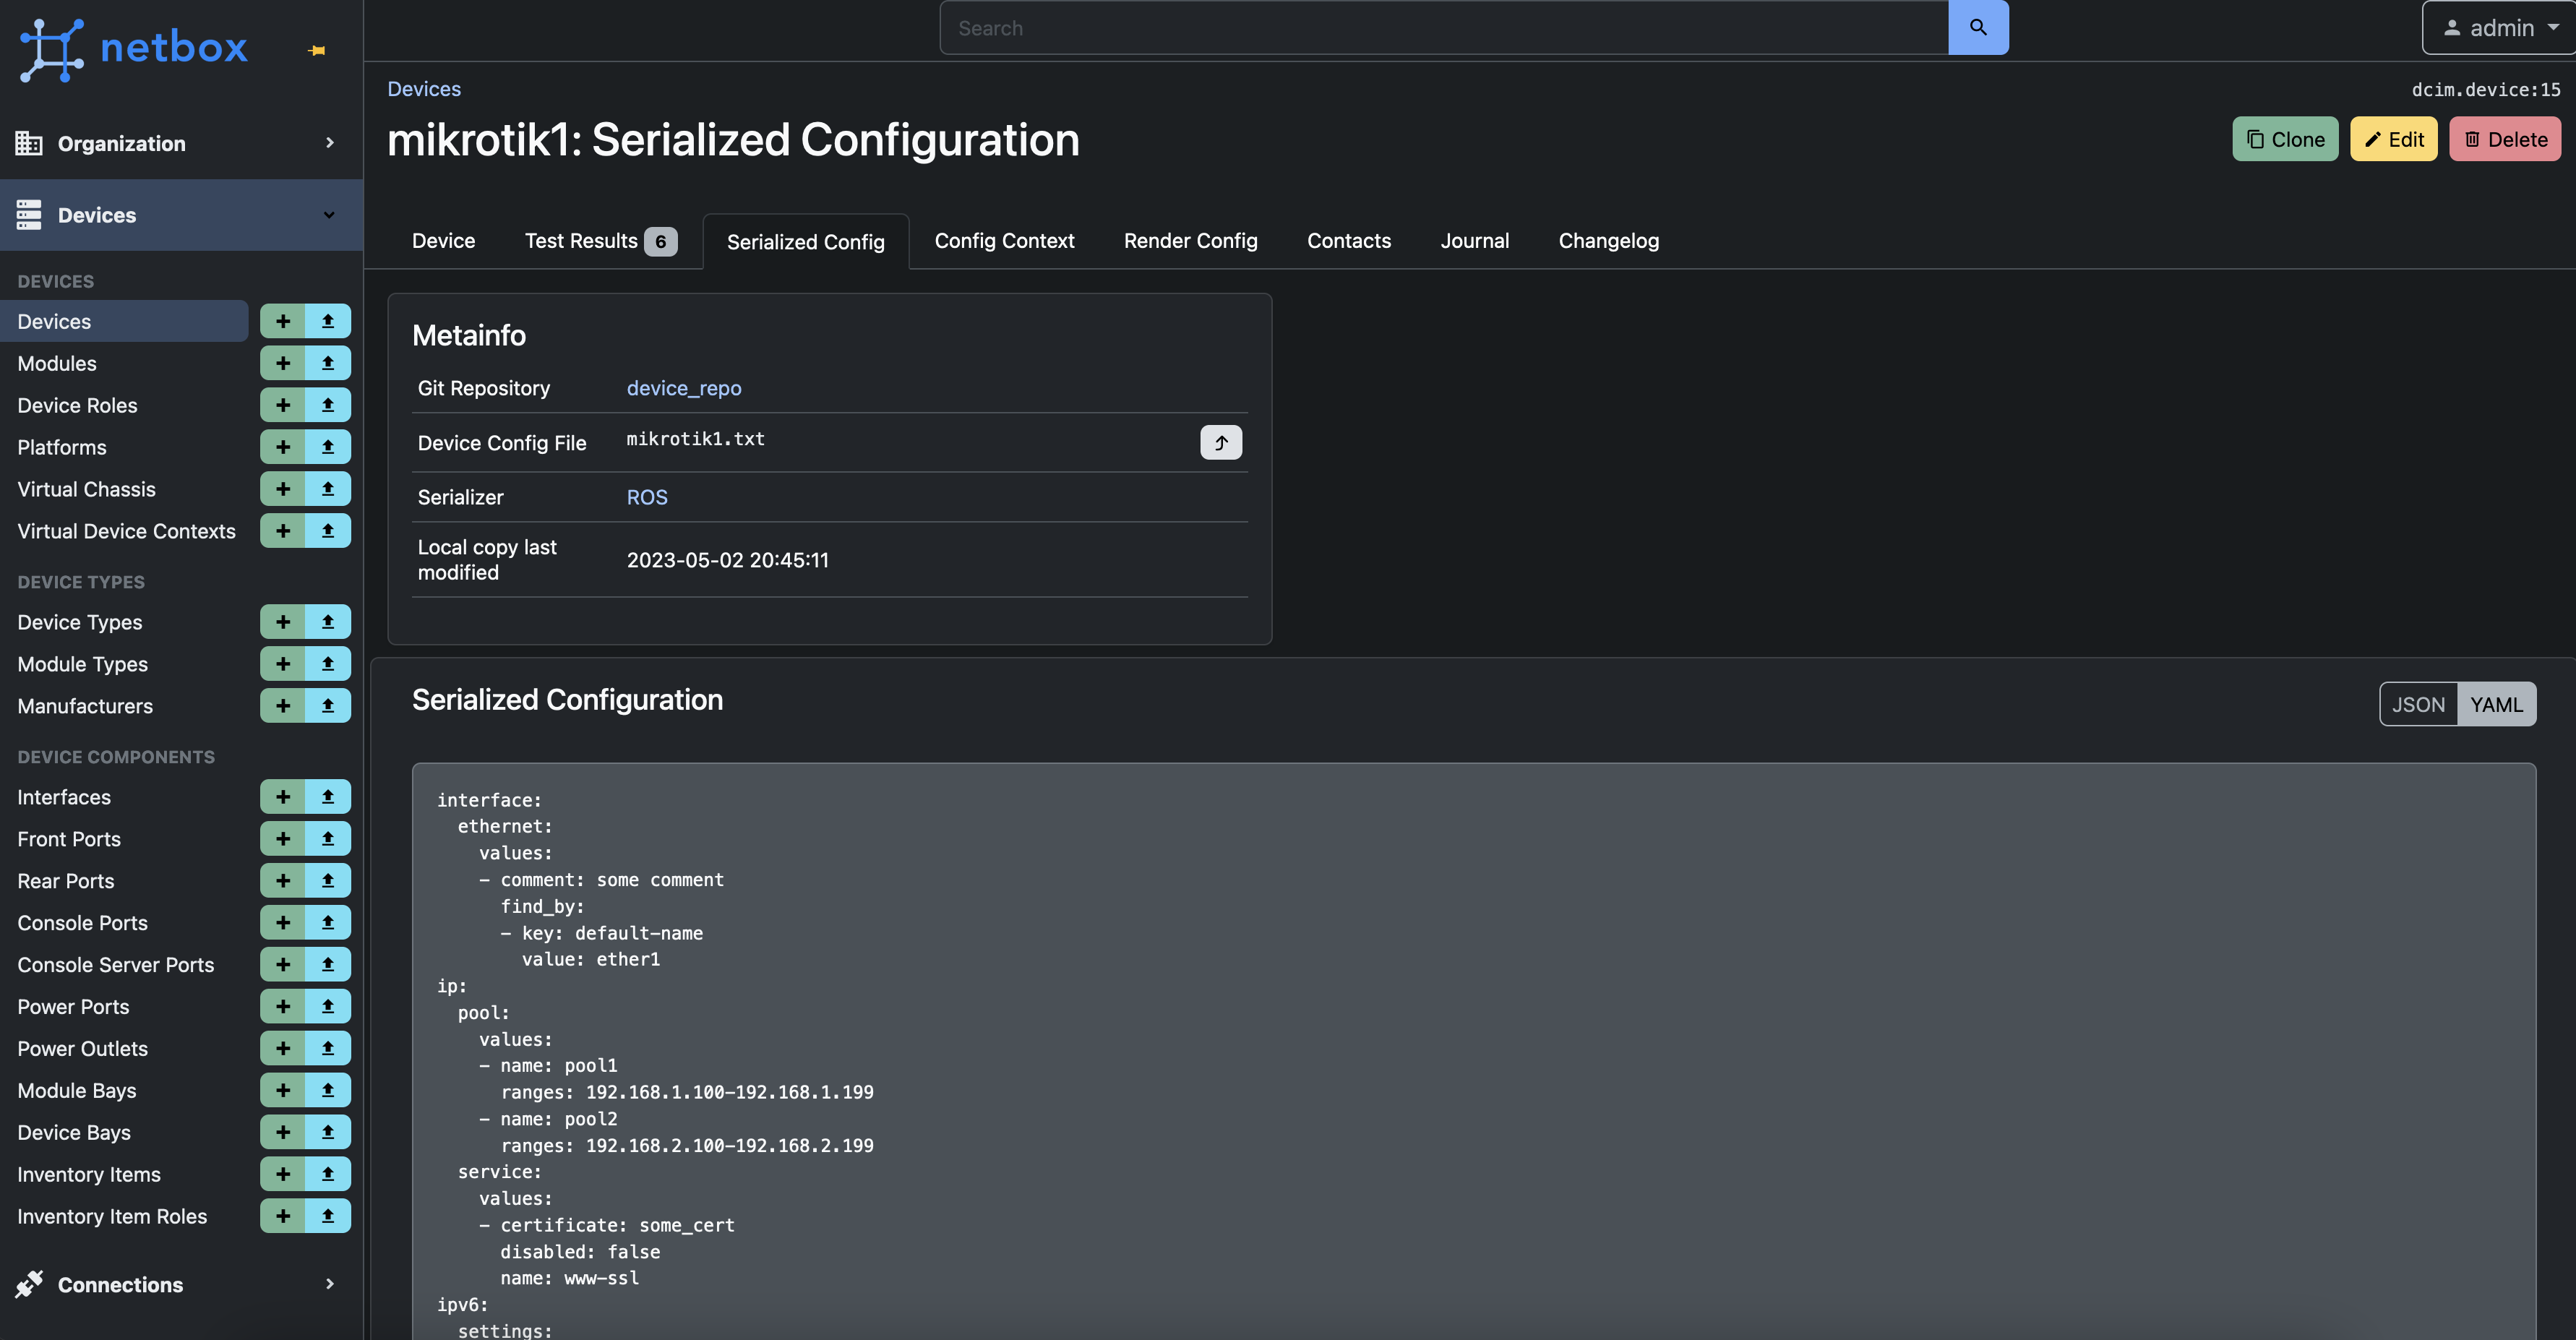 netbox
Search
admin
Organization
Devices
DEVICES
Devices
Modules
Device Roles
Platforms
Virtual Chassis
Virtual Device Contexts
DEVICE TYPES
Device Types
Module Types
Manufacturers
DEVICE COMPONENTS
Interfaces
Front Ports
Rear Ports
Console Ports
Console Server Ports
Power Ports
Power Outlets
Module Bays
Device Bays
Inventory Items
Inventory Item Roles
Connections
Devices
dcim.device:15
mikrotik1: Serialized Configuration
Clone Edit Delete
Device Test Results 6 Serialized Config Config Context Render Config Contacts Journal Changelog
Metainfo
Git Repository device_repo
Device Config File mikrotik1.txt
Serializer ROS
Local copy last
modified
2023-05-02 20:45:11
Serialized Configuration
JSON YAML
interface:
  ethernet:
    values:
    - comment: some comment
      find_by:
      - key: default-name
        value: ether1
ip:
  pool:
    values:
    - name: pool1
      ranges: 192.168.1.100-192.168.1.199
    - name: pool2
      ranges: 192.168.2.100-192.168.2.199
  service:
    values:
    - certificate: some_cert
      disabled: false
      name: www-ssl
ipv6:
  settings: